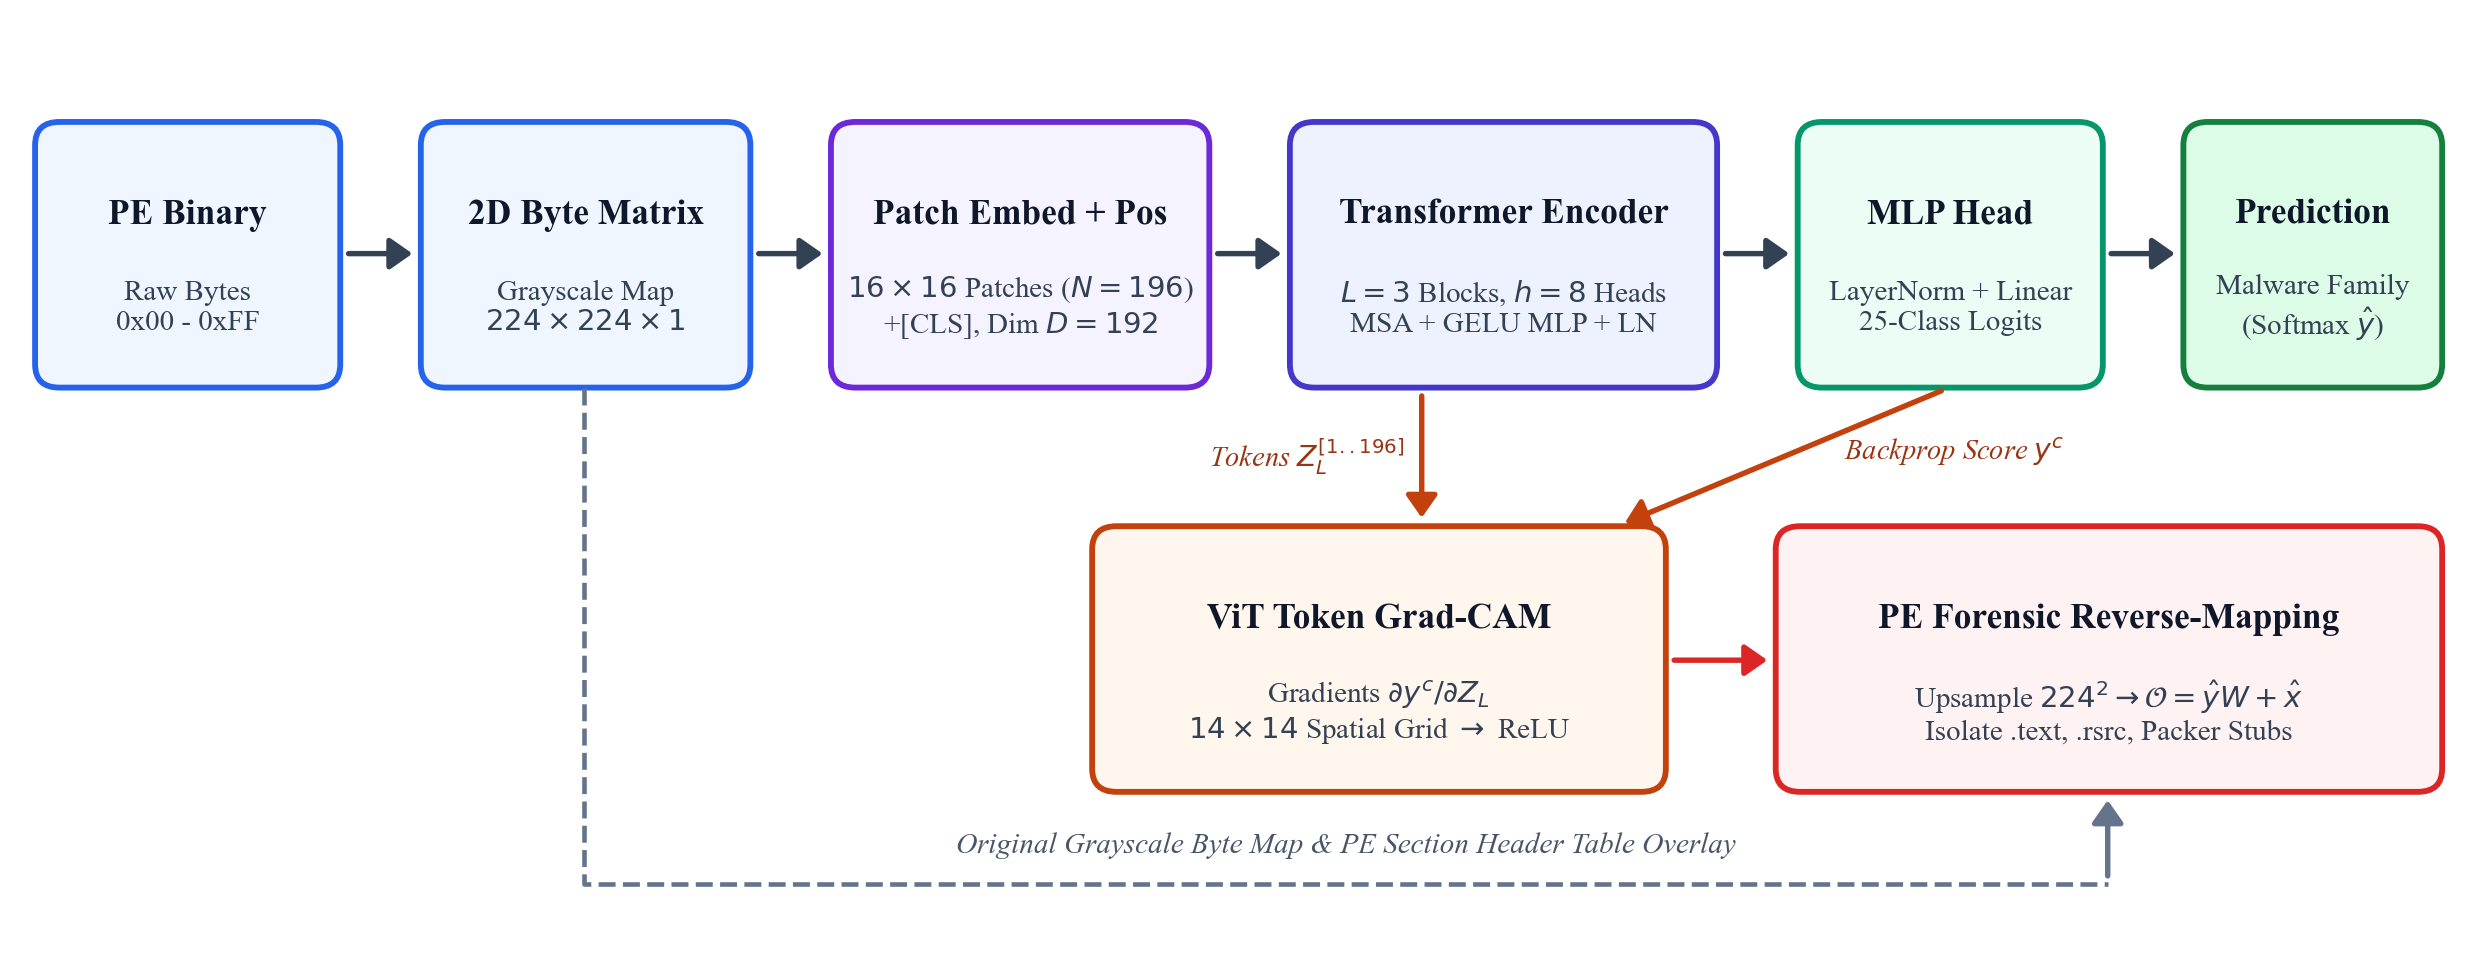 PE Binary
Raw Bytes
0x00 - 0xFF
2D Byte Matrix
Grayscale Map
224 × 224 × 1
Patch Embed + Pos
16 × 16 Patches (N = 196)
+[CLS], Dim D = 192
Transformer Encoder
L = 3 Blocks, h = 8 Heads
MSA + GELU MLP + LN
MLP Head
LayerNorm + Linear
25-Class Logits
Prediction
Malware Family
(Softmax ŷ)
Tokens Z_L^[1..196]
Backprop Score y^c
ViT Token Grad-CAM
Gradients ∂y^c/∂Z_L
14 × 14 Spatial Grid → ReLU
PE Forensic Reverse-Mapping
Upsample 224² → 𝒪 = ŷW + x̂
Isolate .text, .rsrc, Packer Stubs
Original Grayscale Byte Map & PE Section Header Table Overlay